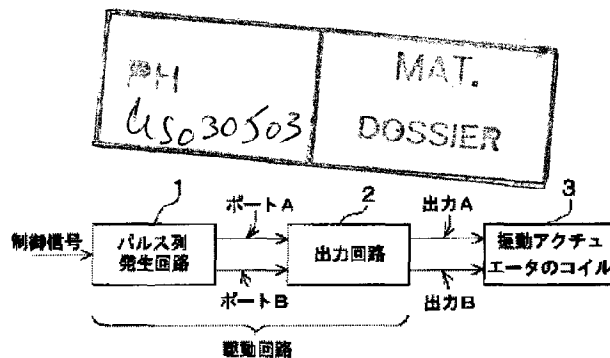 PH
US030503
MAT.
DOSSIER
1
ポートA
2
出力A
3
制御信号
パルス列
発生回路
出力回路
振動アクチュ
エータのコイル
ポートB
出力B
駆動回路